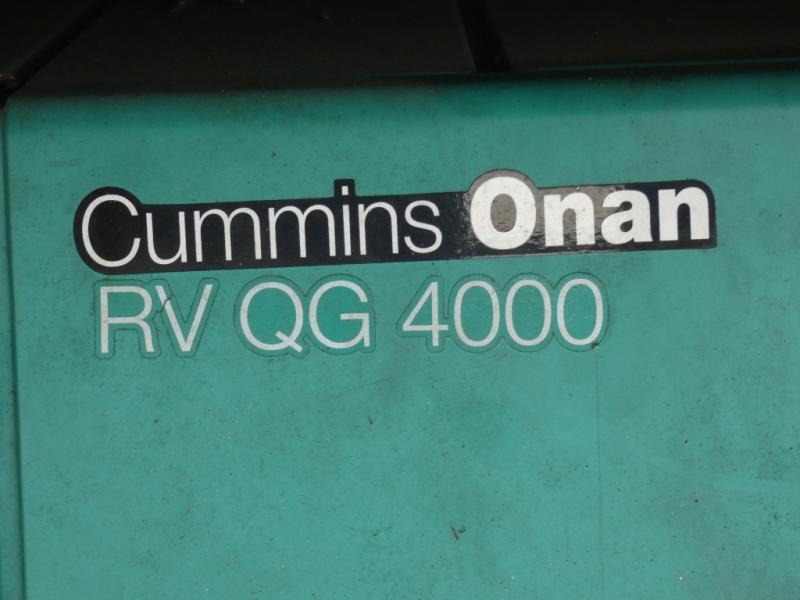 Cummins Onan
RV QG 4000